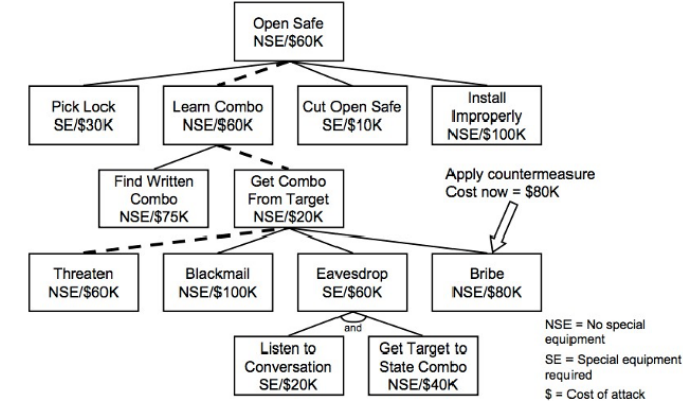 Open Safe
NSE/$60K
Pick Lock
SE/$30K
Learn Combo
NSE/$60K
Cut Open Safe
SE/$10K
Install
Improperly
NSE/$100K
Find Written
Combo
NSE/$75K
Get Combo
From Target
NSE/$20K
Apply countermeasure
Cost now = $80K
Threaten
NSE/$60K
Blackmail
NSE/$100K
Eavesdrop
SE/$60K
Bribe
NSE/$80K
and
Listen to
Conversation
SE/$20K
Get Target to
State Combo
NSE/$40K
NSE = No special
equipment
SE = Special equipment
required
$ = Cost of attack